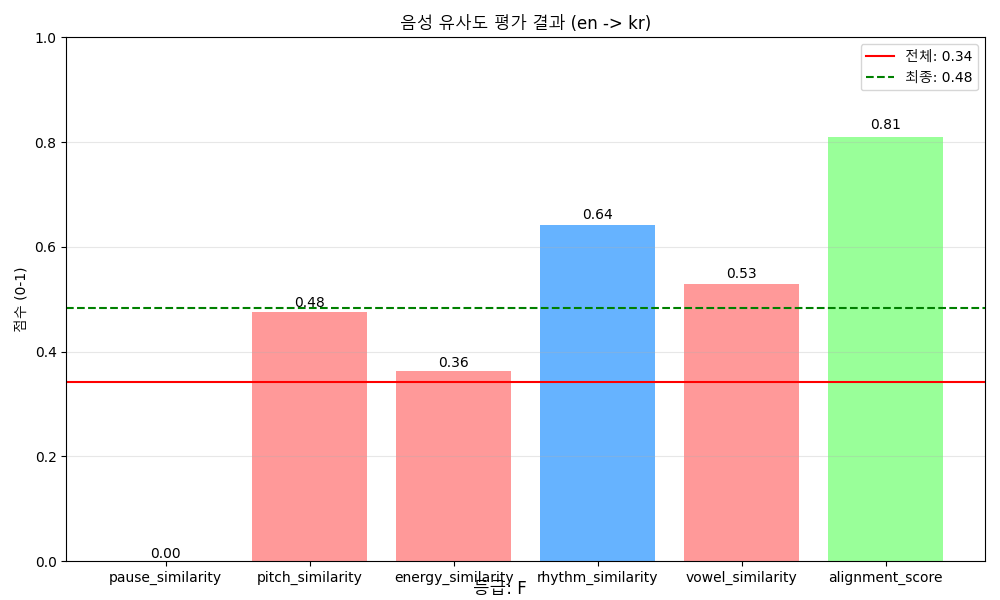 음성 유사도 평가 결과 (en -> kr)
전체: 0.34
최종: 0.48
점수 (0-1)
1.0
0.8
0.6
0.4
0.2
0.0
0.00
0.48
0.36
0.64
0.53
0.81
pause_similarity pitch_similarity energy_similarity rhythm_similarity vowel_similarity alignment_score
등급: F